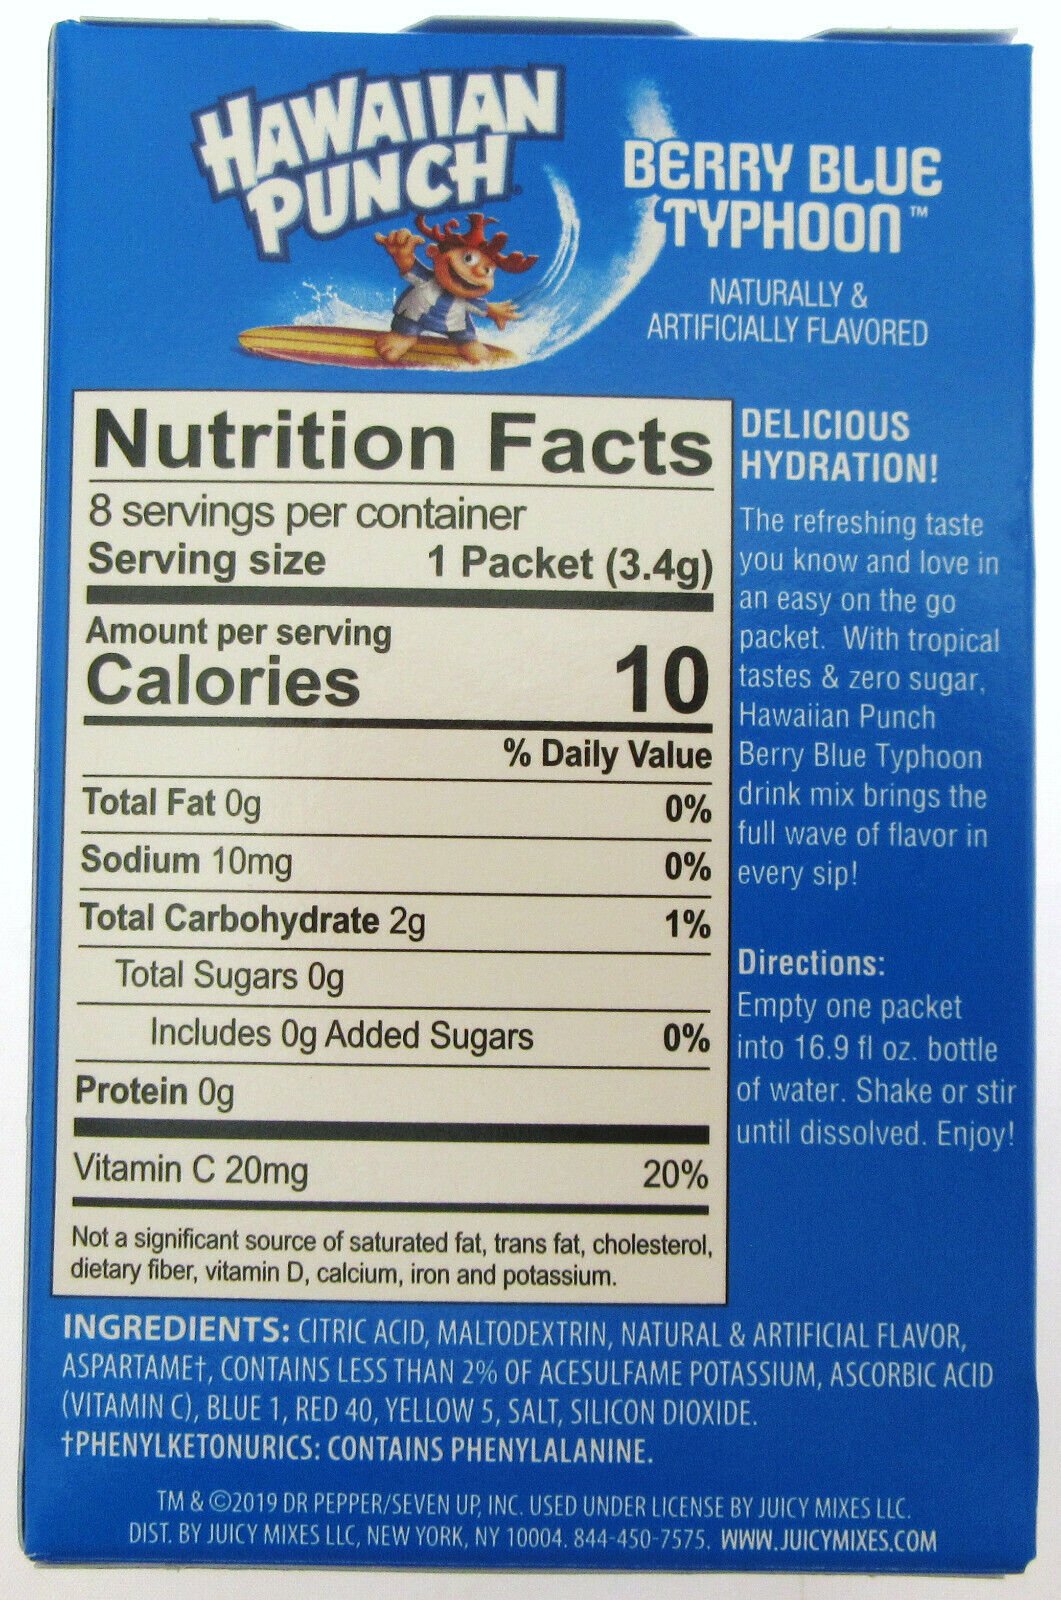 HAWAIIAN
PUNCH
BERRY BLUE
TYPHOON™
NATURALLY &
ARTIFICIALLY FLAVORED
Nutrition Facts
8 servings per container
Serving size 1 Packet (3.4g)
Amount per serving
Calories 10
% Daily Value
Total Fat 0g 0%
Sodium 10mg 0%
Total Carbohydrate 2g 1%
Total Sugars 0g
Includes 0g Added Sugars 0%
Protein 0g
Vitamin C 20mg 20%
Not a significant source of saturated fat, trans fat, cholesterol,
dietary fiber, vitamin D, calcium, iron and potassium.
DELICIOUS
HYDRATION!
The refreshing taste
you know and love in
an easy on the go
packet. With tropical
tastes & zero sugar,
Hawaiian Punch
Berry Blue Typhoon
drink mix brings the
full wave of flavor in
every sip!
Directions:
Empty one packet
into 16.9 fl oz. bottle
of water. Shake or stir
until dissolved. Enjoy!
INGREDIENTS: CITRIC ACID, MALTODEXTRIN, NATURAL & ARTIFICIAL FLAVOR,
ASPARTAME†, CONTAINS LESS THAN 2% OF ACESULFAME POTASSIUM, ASCORBIC ACID
(VITAMIN C), BLUE 1, RED 40, YELLOW 5, SALT, SILICON DIOXIDE.
†PHENYLKETONURICS: CONTAINS PHENYLALANINE.
TM & ©2019 DR PEPPER/SEVEN UP, INC. USED UNDER LICENSE BY JUICY MIXES LLC.
DIST. BY JUICY MIXES LLC, NEW YORK, NY 10004. 844-450-7575. WWW.JUICYMIXES.COM